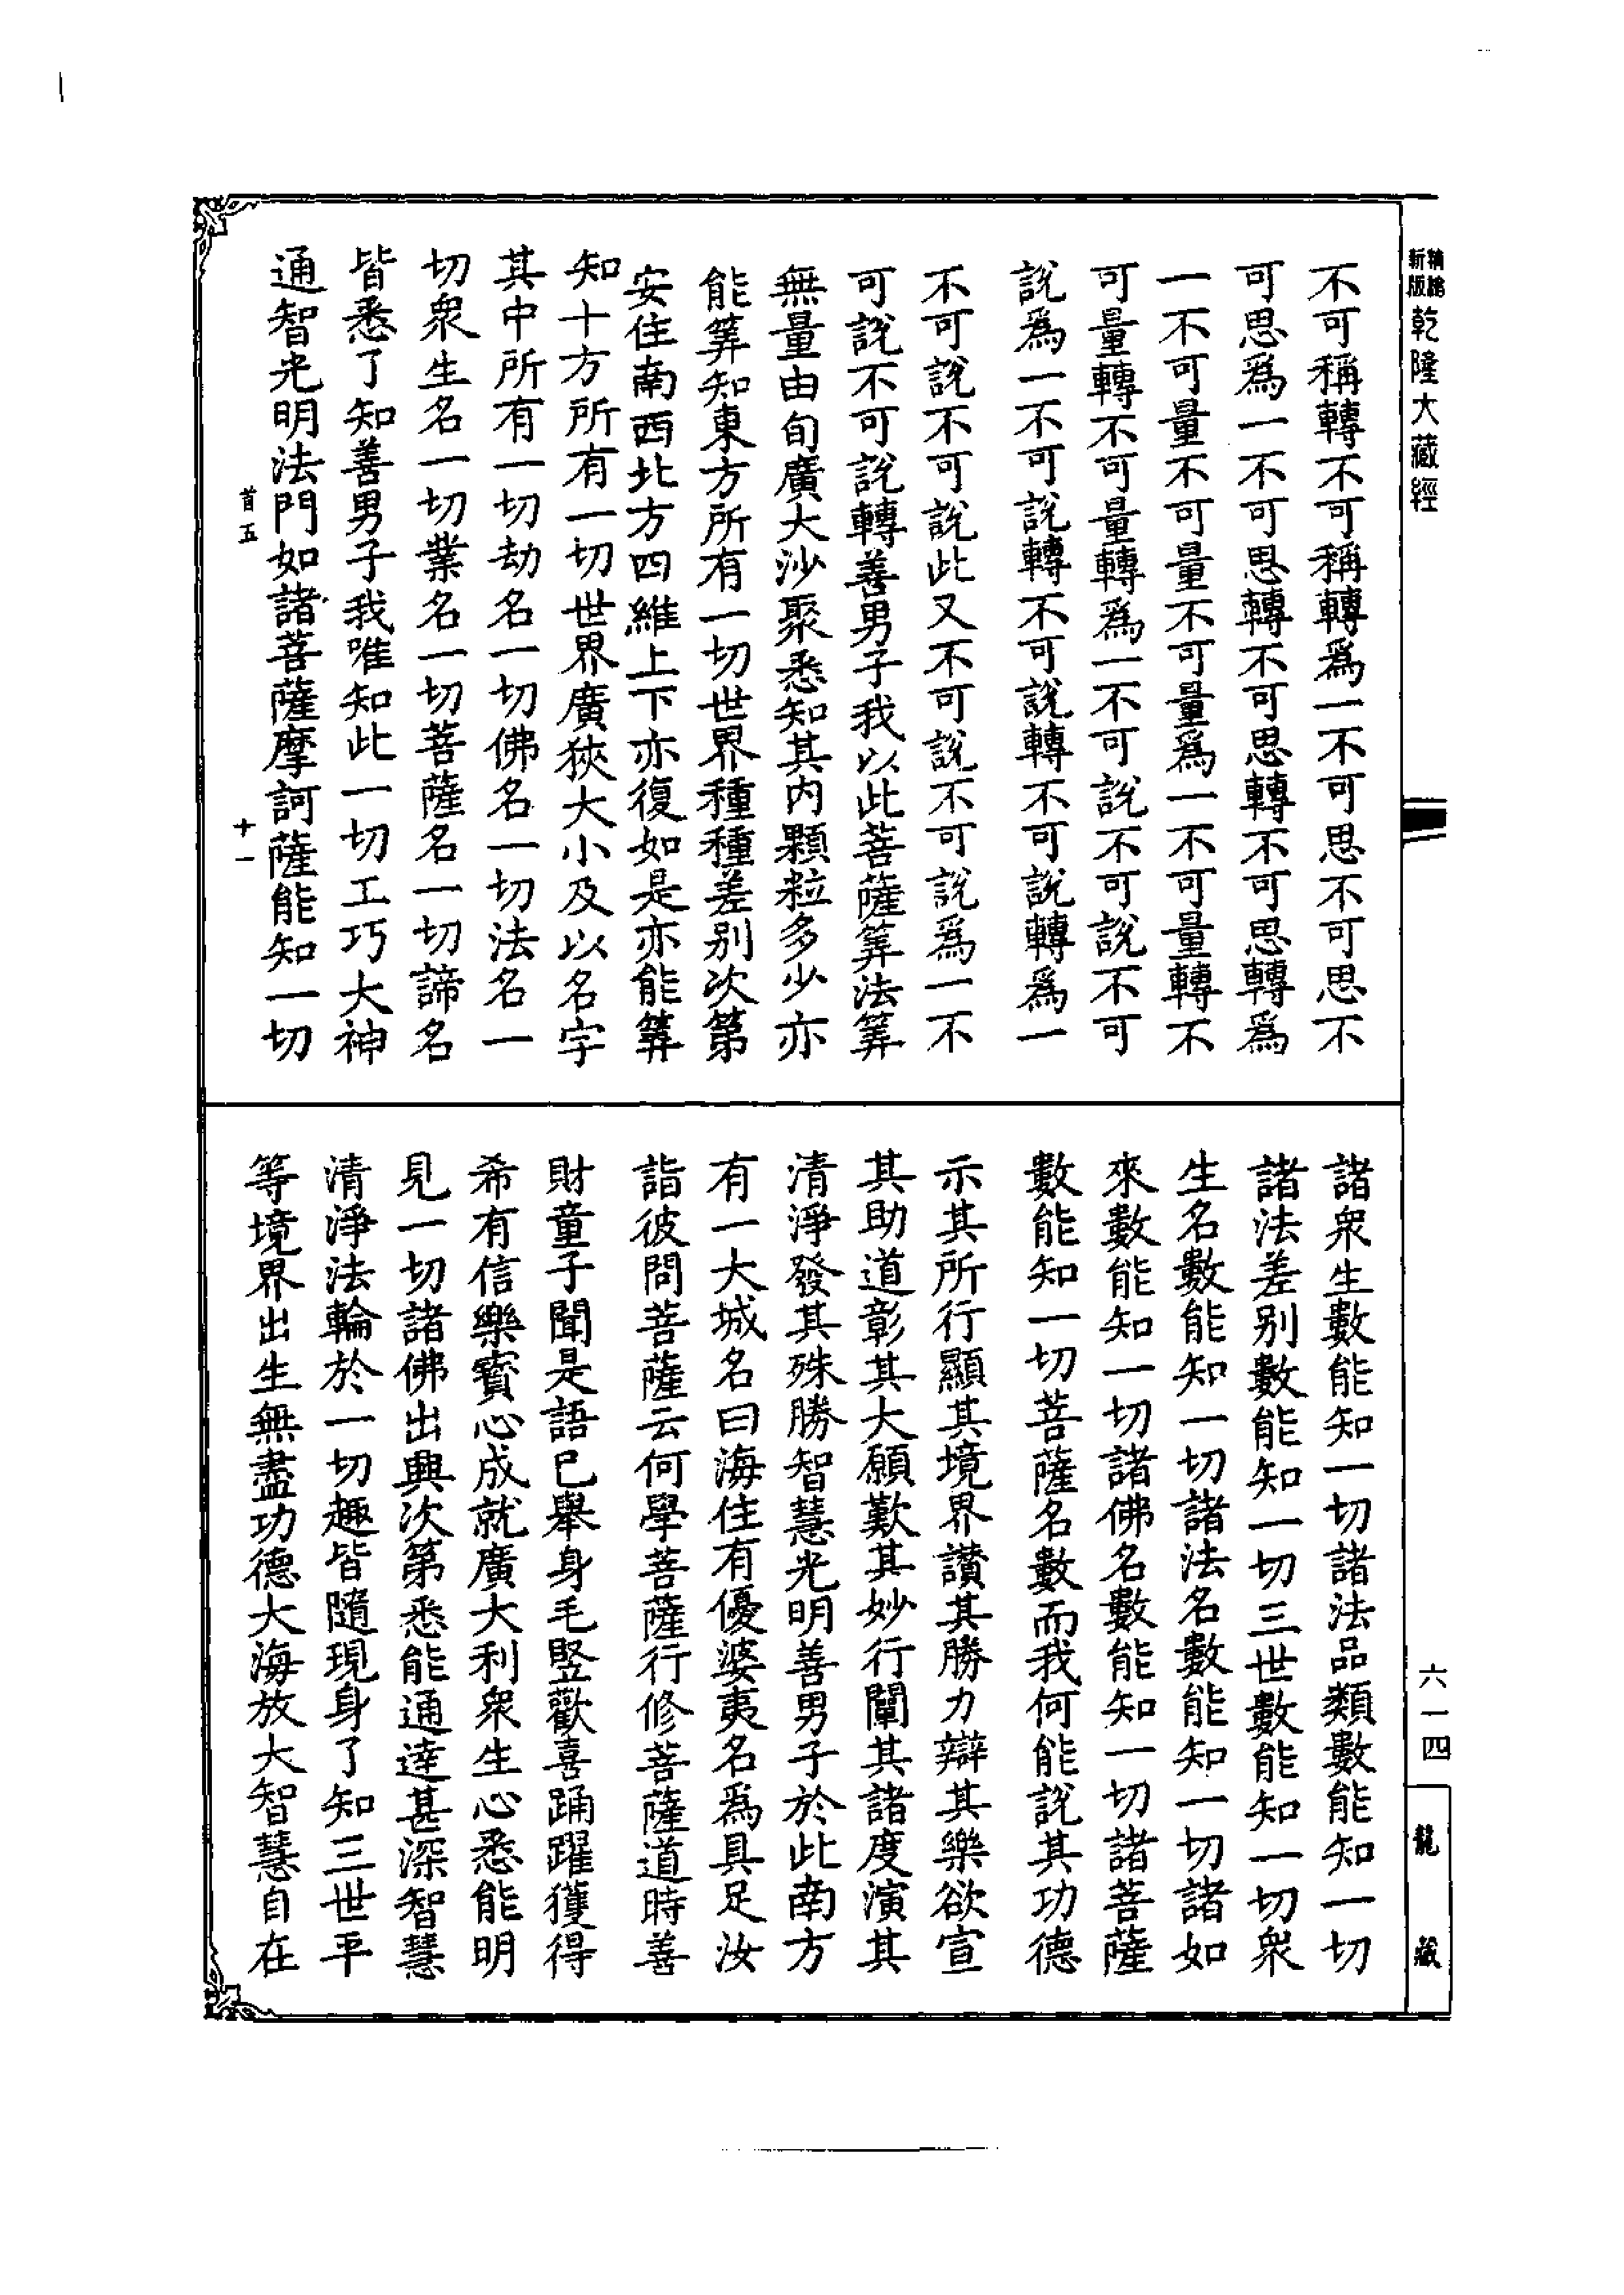 新版
乾隆大藏經
不可稱轉不可稱轉爲一不可思不可思不
可思爲一不可思轉不可思轉不可思轉爲
一不可量不可量不可量爲一不可量轉不
可量轉不可量轉爲一不可說不可說不可
說爲一不可說轉不可說轉不可說轉爲一
不可說不可說此又不可說不可說爲一不
可說不可說轉善男子我以此菩薩筭法筭
無量由旬廣大沙聚悉知其内顆粒多少亦
能筭知東方所有一切世界種種差别次第
安住南西北方四維上下亦復如是亦能筭
知十方所有一切世界廣狹大小及以名字
其中所有一切劫名一切佛名一切法名一
切衆生名一切業名一切菩薩名一切諦名
皆悉了知善男子我唯知此一切工巧大神
通智光明法門如諸菩薩摩訶薩能知一切
首五
十一
諸衆生數能知一切諸法品類數能知一切
諸法差别數能知一切三世數能知一切衆
生名數能知一切諸法名數能知一切諸如
來數能知一切諸佛名數能知一切諸菩薩
數能知一切菩薩名數而我何能說其功德
示其所行顯其境界讃其勝力辯其樂欲宣
其助道彰其大願歎其妙行闡其諸度演其
清淨發其殊勝智慧光明善男子於此南方
有一大城名曰海住有優婆夷名爲具足汝
詣彼問菩薩云何學菩薩行修菩薩道時善
財童子聞是語已舉身毛竪歡喜踊躍獲得
希有信樂寳心成就廣大利衆生心悉能明
見一切諸佛出興次第悉能通達甚深智慧
清淨法輪於一切趣皆隨現身了知三世平
等境界出生無盡功德大海放大智慧自在
六一四
龍藏